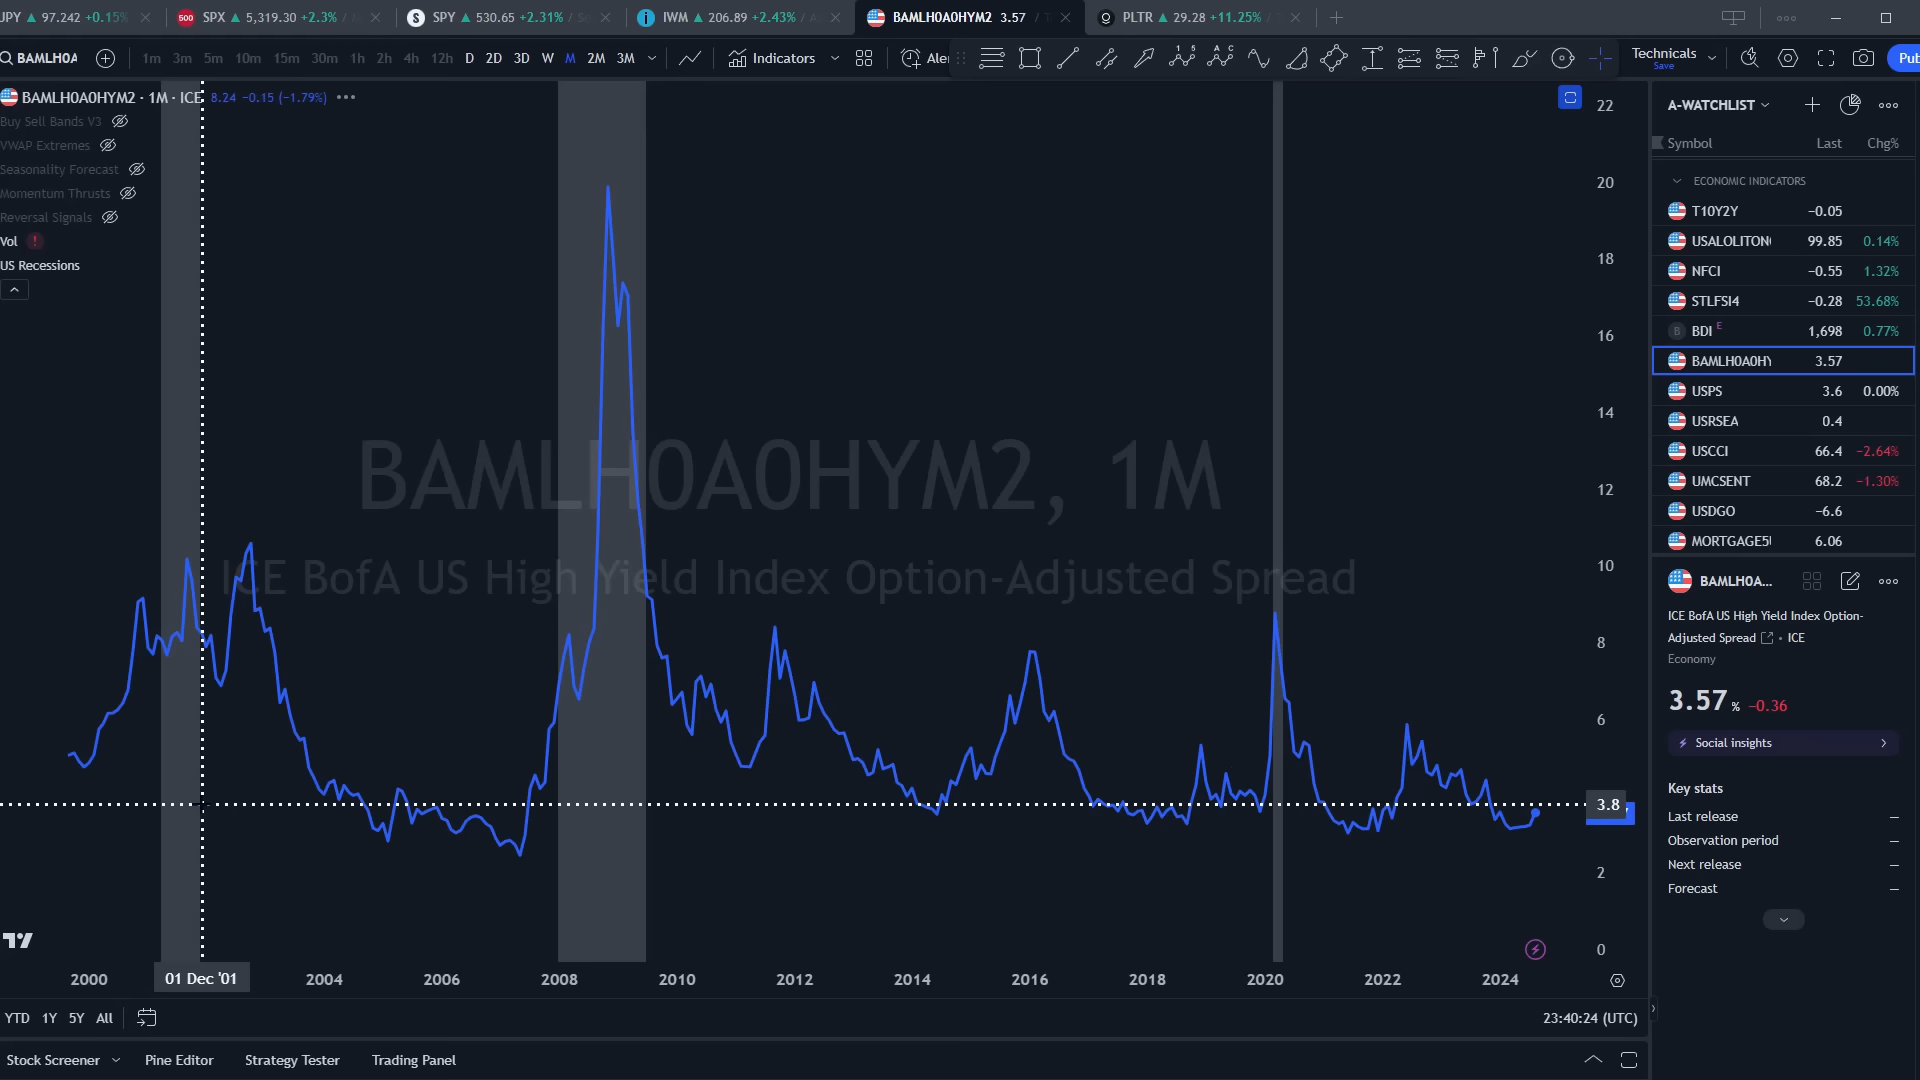 JPY 97.242 +0.15%
500 SPX 5,319.30 +2.3%
S SPY 530.65 +2.31%
i IWM 206.89 +2.43%
BAMLH0A0HYM2 3.57
PLTR 29.28 +11.25%
BAMLH0A
1m 3m 5m 10m 15m 30m 1h 2h 4h 12h D 2D 3D W M 2M 3M
Indicators
Ale
Technicals
Save
Pub
BAMLH0A0HYM2 · 1M · ICE 8.24 −0.15 (−1.79%)
Buy Sell Bands V3
VWAP Extremes
Seasonality Forecast
Momentum Thrusts
Reversal Signals
Vol !
US Recessions
BAMLH0A0HYM2, 1M
ICE BofA US High Yield Index Option-Adjusted Spread
22
20
18
16
14
12
10
8
6
3.8
2
0
2000 01 Dec '01 2004 2006 2008 2010 2012 2014 2016 2018 2020 2022 2024
YTD 1Y 5Y All
23:40:24 (UTC)
Stock Screener Pine Editor Strategy Tester Trading Panel
A-WATCHLIST
Symbol Last Chg%
ECONOMIC INDICATORS
T10Y2Y −0.05
USALOLITON 99.85 0.14%
NFCI −0.55 1.32%
STLFSI4 −0.28 53.68%
B BDI E 1,698 0.77%
BAMLH0A0HY 3.57
USPS 3.6 0.00%
USRSEA 0.4
USCCI 66.4 −2.64%
UMCSENT 68.2 −1.30%
USDGO −6.6
MORTGAGE5U 6.06
BAMLH0A...
ICE BofA US High Yield Index Option-
Adjusted Spread · ICE
Economy
3.57 % −0.36
Social insights
Key stats
Last release —
Observation period —
Next release —
Forecast —